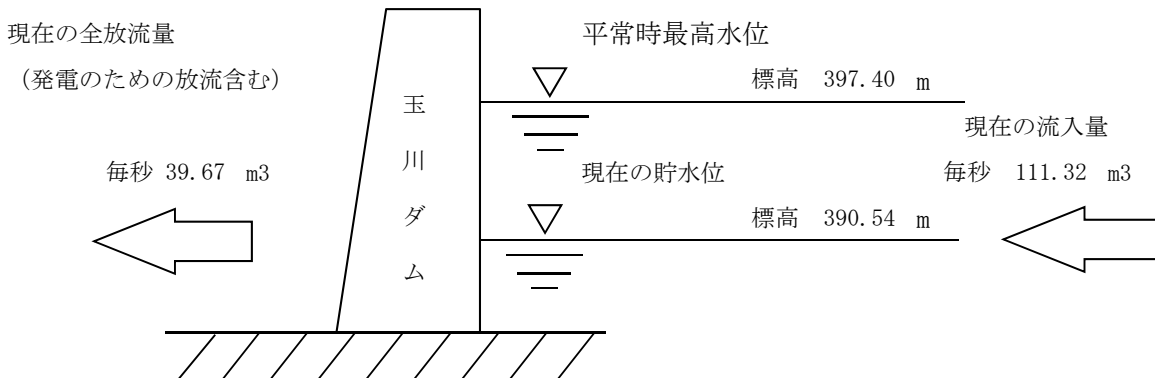 現在の全放流量
（発電のための放流含む）
毎秒 39.67 m3
玉川ダム
平常時最高水位
標高 397.40 m
現在の貯水位
標高 390.54 m
現在の流入量
毎秒 111.32 m3